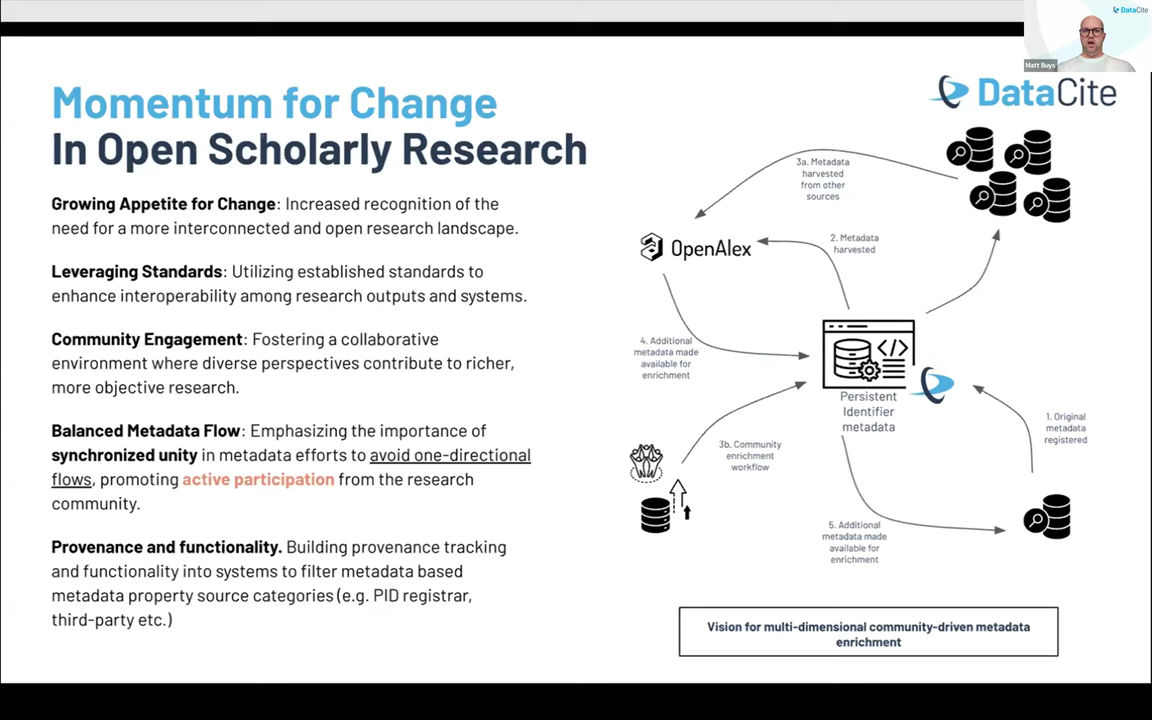 DataCite
Matt Buys
DataCite
Momentum for Change
In Open Scholarly Research
Growing Appetite for Change: Increased recognition of the
need for a more interconnected and open research landscape.
Leveraging Standards: Utilizing established standards to
enhance interoperability among research outputs and systems.
Community Engagement: Fostering a collaborative
environment where diverse perspectives contribute to richer,
more objective research.
Balanced Metadata Flow: Emphasizing the importance of
synchronized unity in metadata efforts to avoid one-directional
flows, promoting active participation from the research
community.
Provenance and functionality. Building provenance tracking
and functionality into systems to filter metadata based
metadata property source categories (e.g. PID registrar,
third-party etc.)
3a. Metadata
harvested
from other
sources
OpenAlex
2. Metadata
harvested
4. Additional
metadata made
available for
enrichment
Persistent
Identifier
metadata
1. Original
metadata
registered
3b. Community
enrichment
workflow
5. Additional
metadata made
available for
enrichment
Vision for multi-dimensional community-driven metadata
enrichment